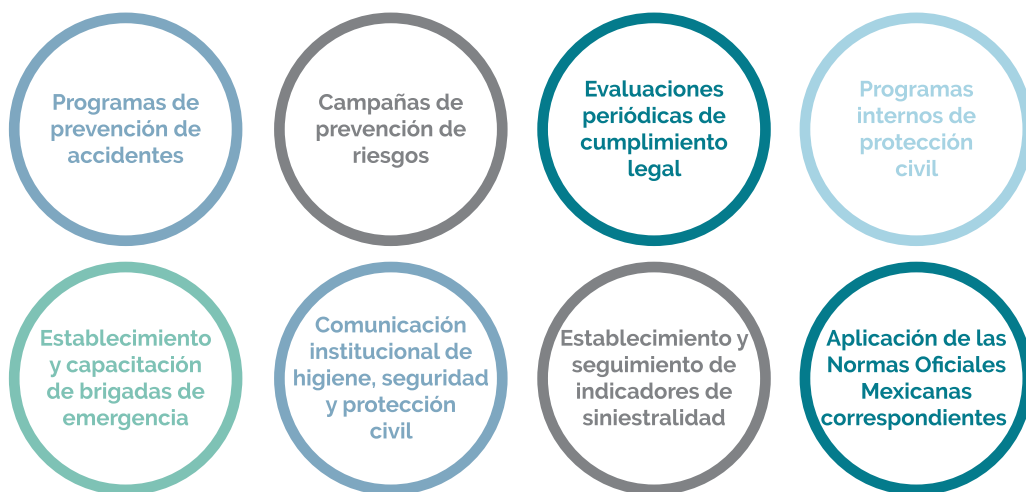 Programas de
prevención de
accidentes
Campañas de
prevención de
riesgos
Evaluaciones
periódicas de
cumplimiento
legal
Programas
internos de
protección
civil
Establecimiento
y capacitación
de brigadas de
emergencia
Comunicación
institucional de
higiene, seguridad
y protección
civil
Establecimiento y
seguimiento de
indicadores de
siniestralidad
Aplicación de las
Normas Oficiales
Mexicanas
correspondientes